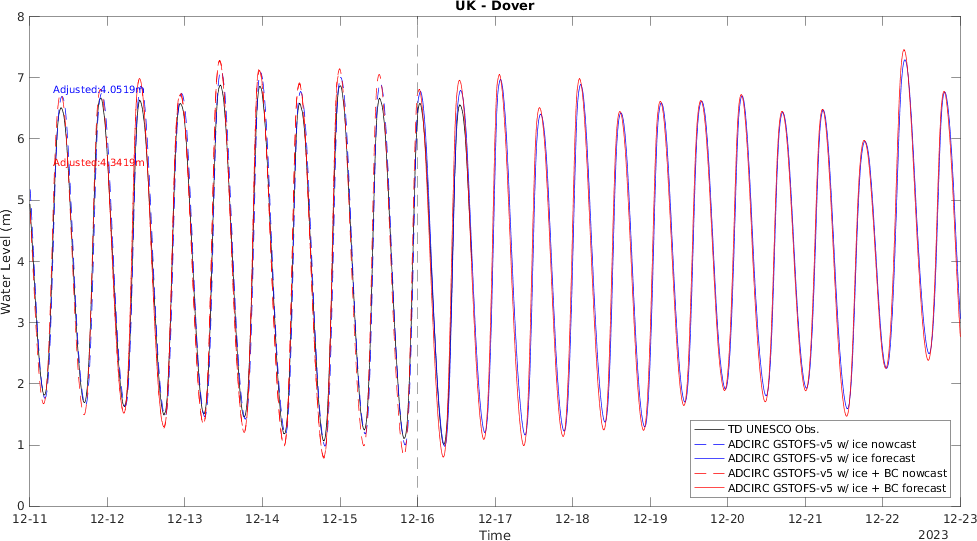 UK - Dover
8
7
6
5
4
3
2
1
0
Water Level (m)
Adjusted:4.0519m
Adjusted:4.3419m
TD UNESCO Obs.
ADCIRC GSTOFS-v5 w/ ice nowcast
ADCIRC GSTOFS-v5 w/ ice forecast
ADCIRC GSTOFS-v5 w/ ice + BC nowcast
ADCIRC GSTOFS-v5 w/ ice + BC forecast
12-11 12-12 12-13 12-14 12-15 12-16 12-17 12-18 12-19 12-20 12-21 12-22 12-23
Time
2023